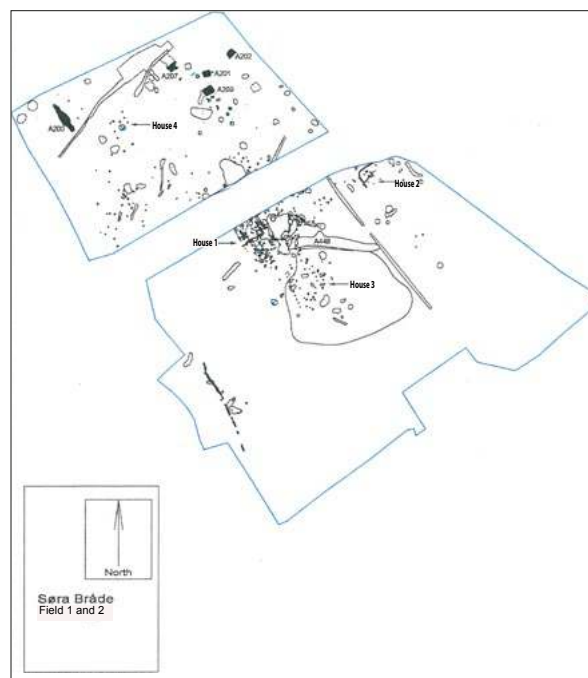 A202
A207
A201
A203
A200
House 4
House 2
House 1
A448
House 3
North
Søra Bråde
Field 1 and 2